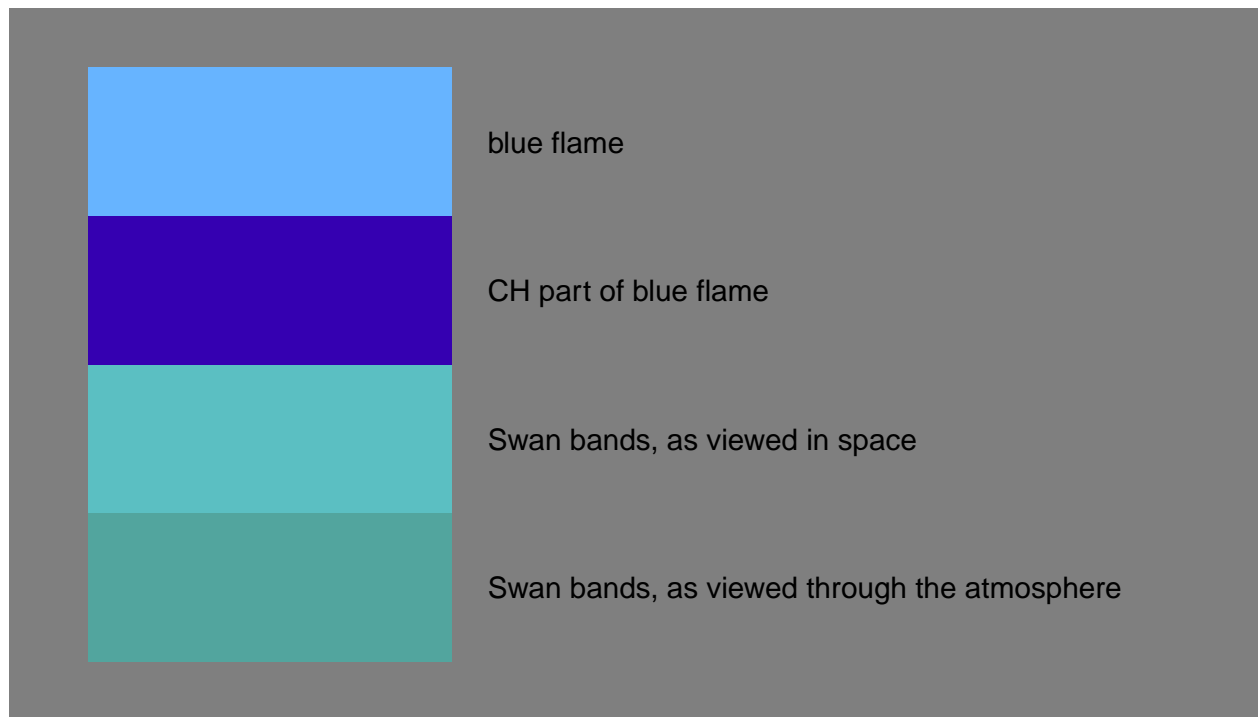 blue flame
CH part of blue flame
Swan bands, as viewed in space
Swan bands, as viewed through the atmosphere